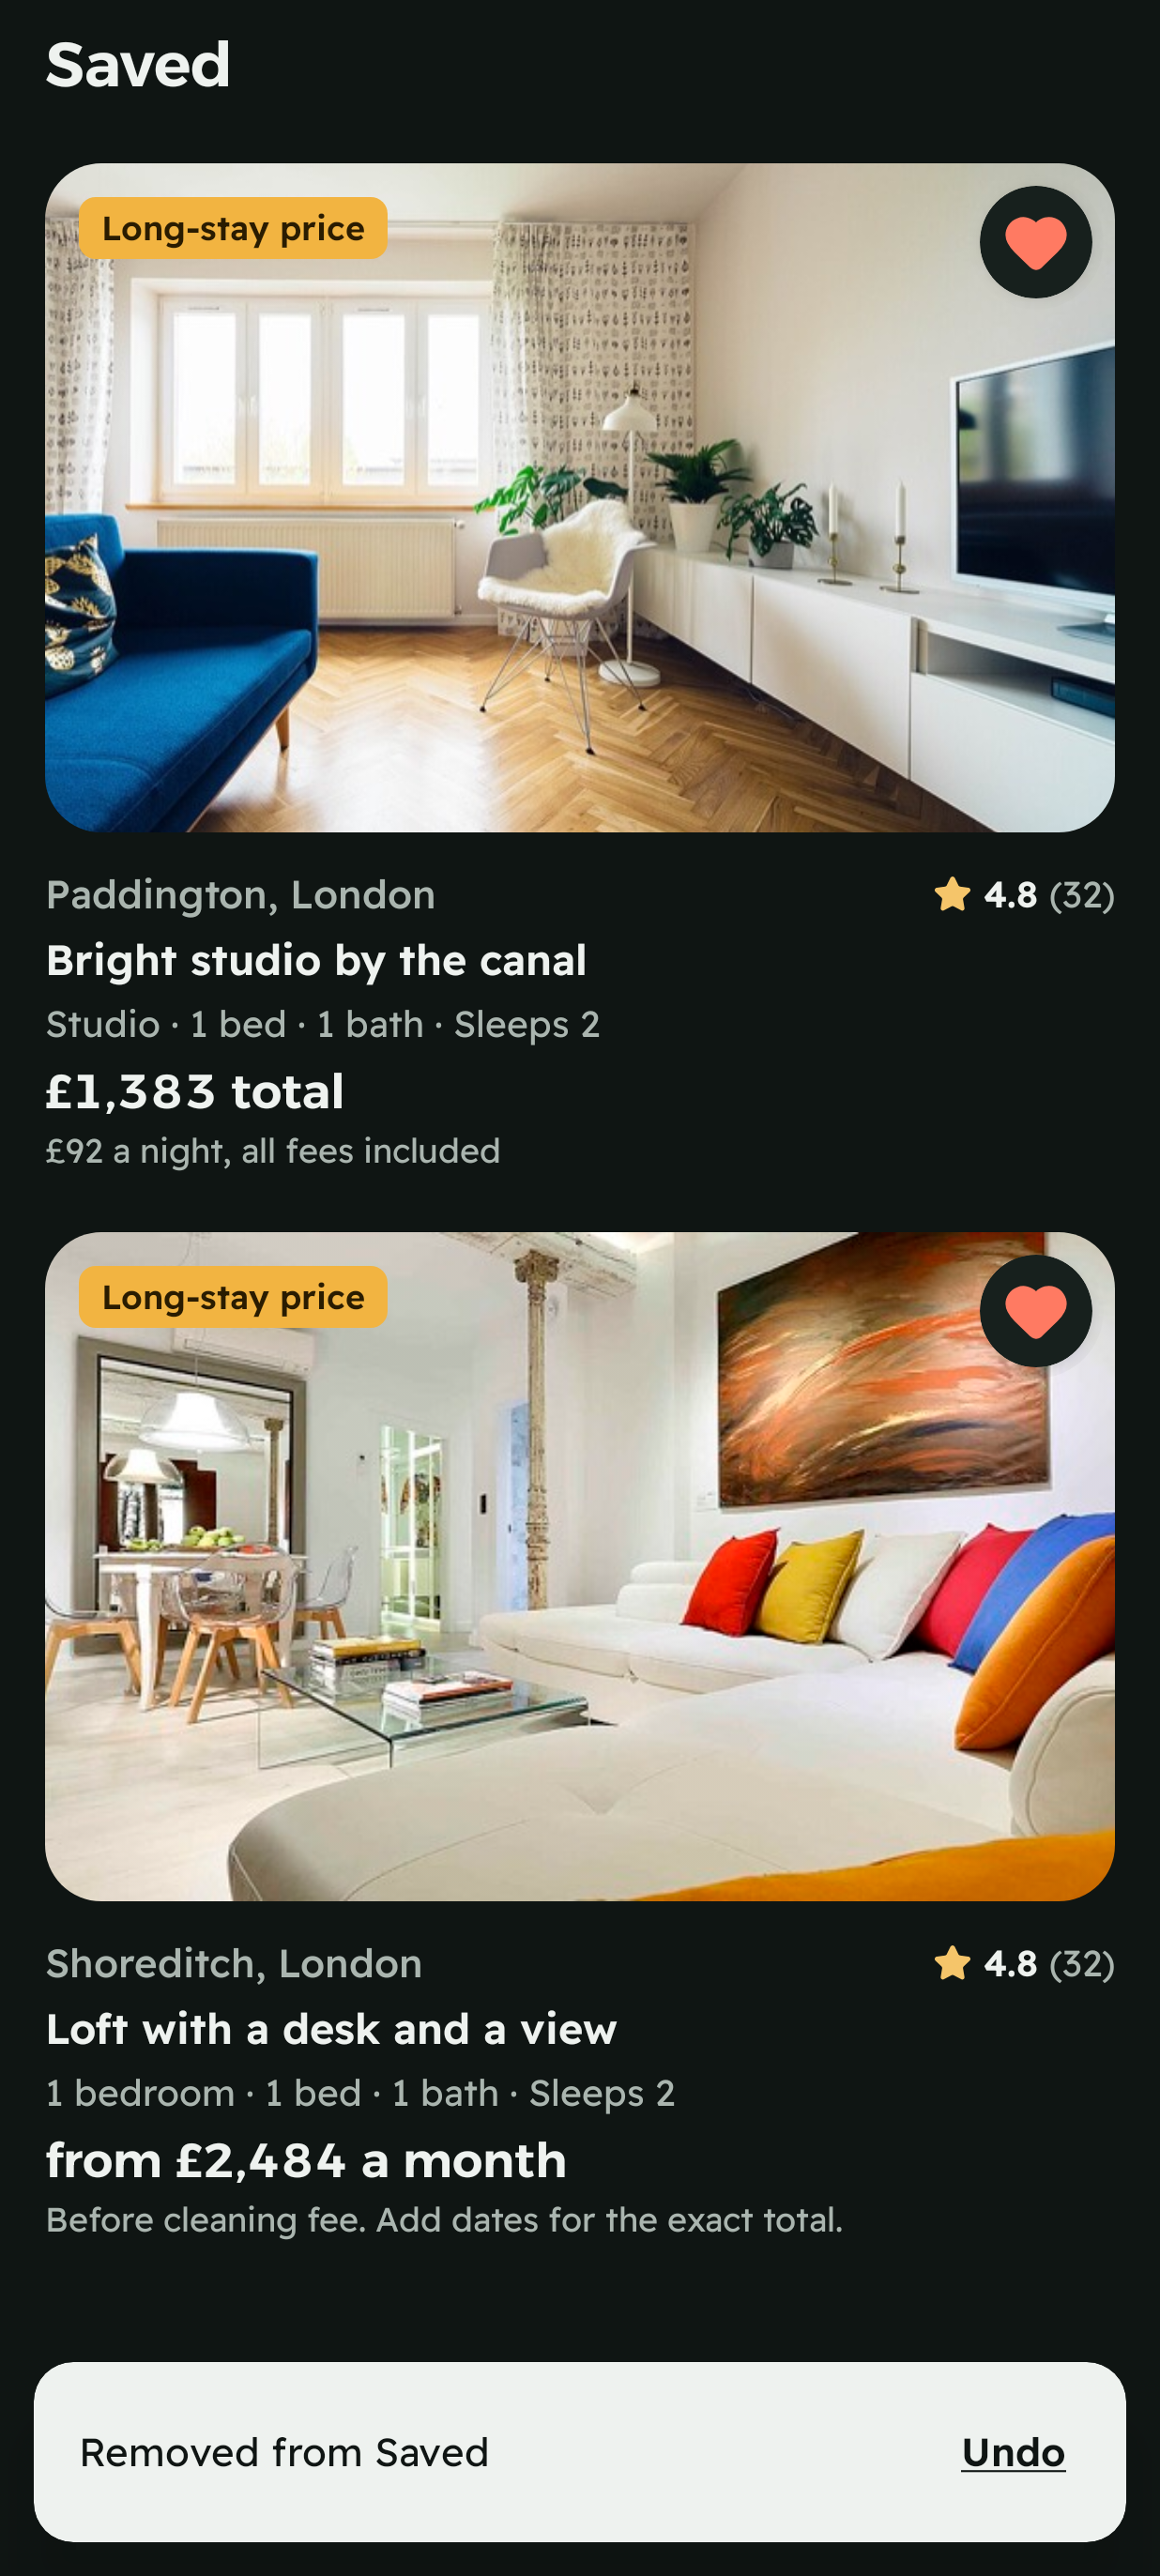 Saved
Long-stay price
Paddington, London
4.8 (32)
Bright studio by the canal
Studio · 1 bed · 1 bath · Sleeps 2
£1,383 total
£92 a night, all fees included
Long-stay price
Shoreditch, London
4.8 (32)
Loft with a desk and a view
1 bedroom · 1 bed · 1 bath · Sleeps 2
from £2,484 a month
Before cleaning fee. Add dates for the exact total.
Removed from Saved
Undo